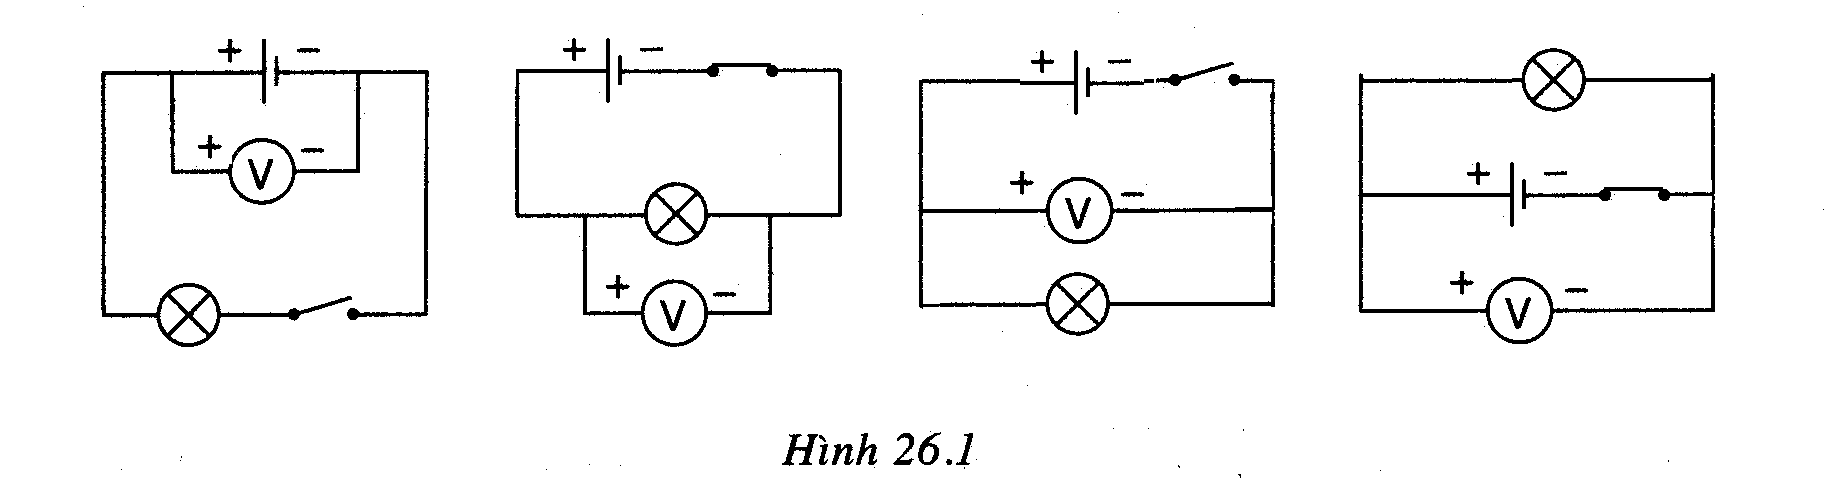 + − + − + − 
+ − + − + − + −
+ − + −
V V V V
Hình 26.1